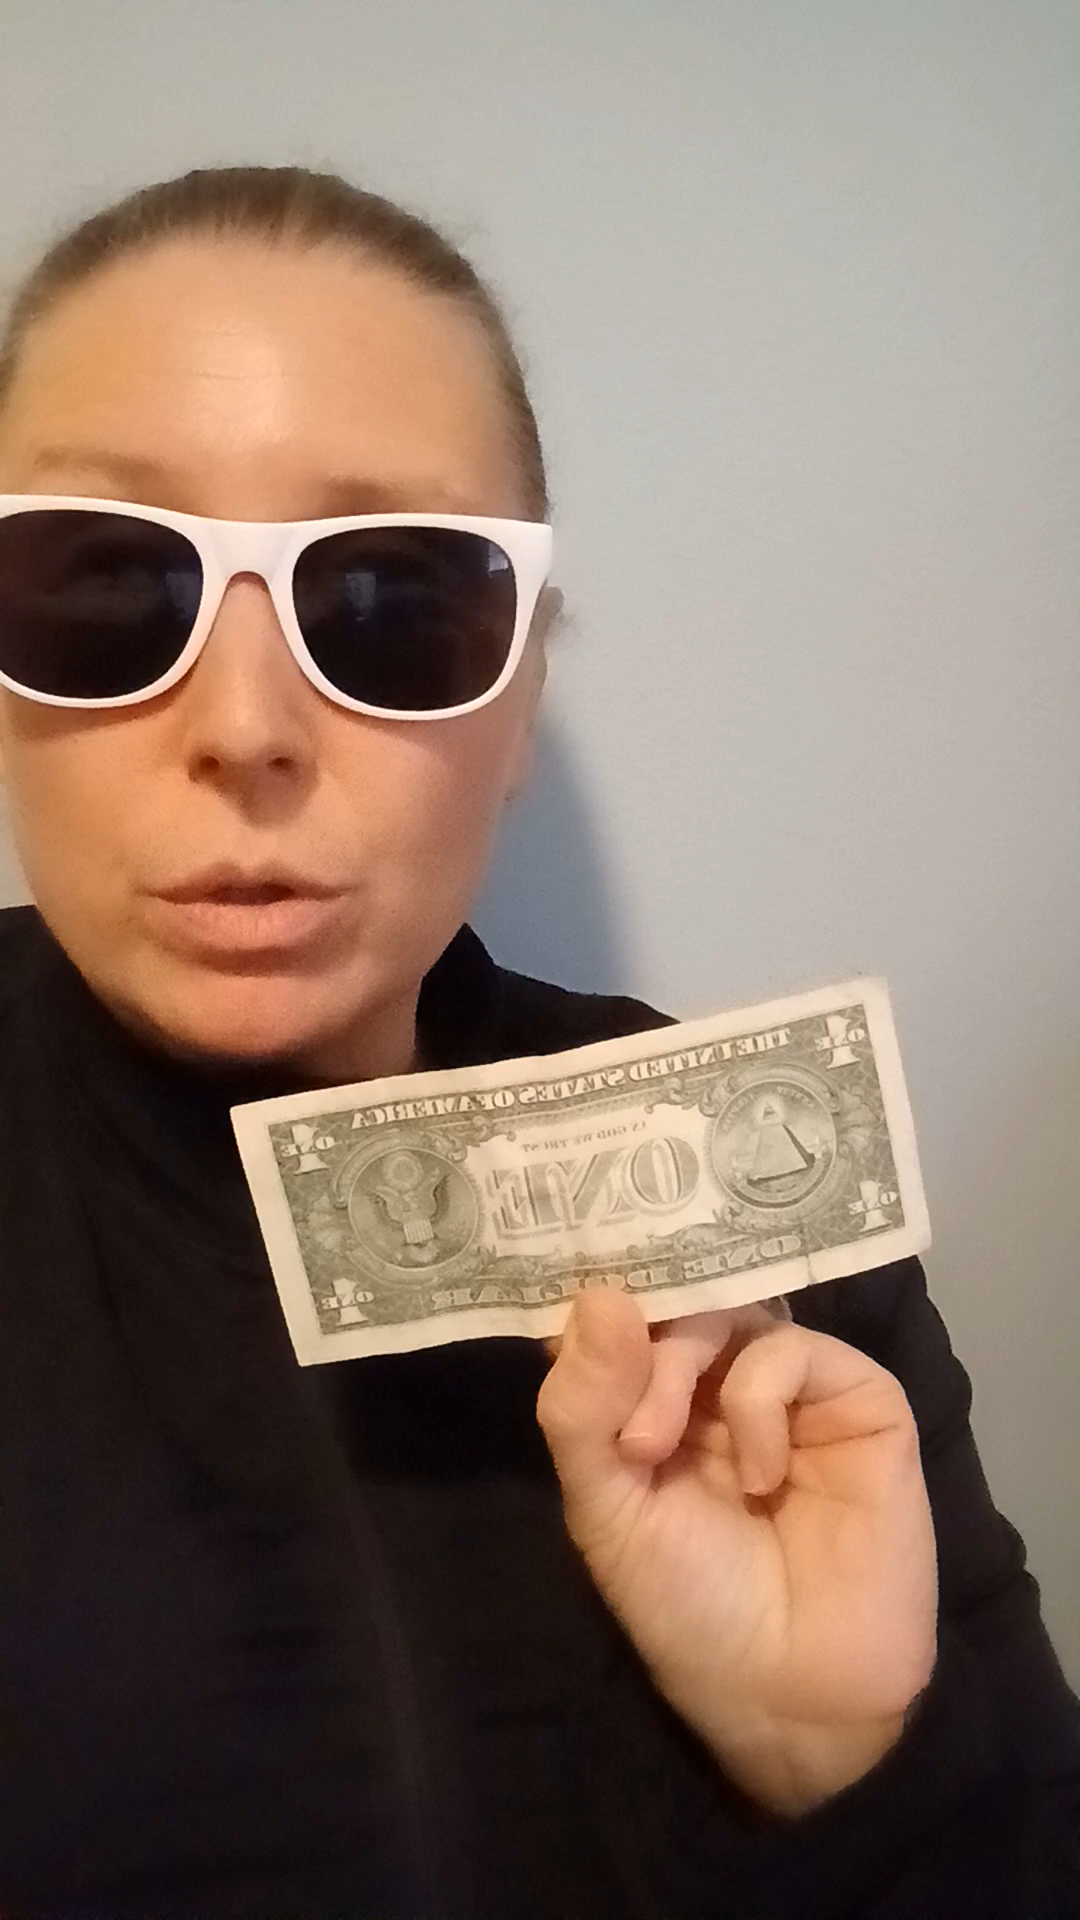 THE UNITED STATES OF AMERICA
1 ONE
1 ONE
IN GOD WE TRUST
ONE
1 ONE
1 ONE
ONE DOLLAR